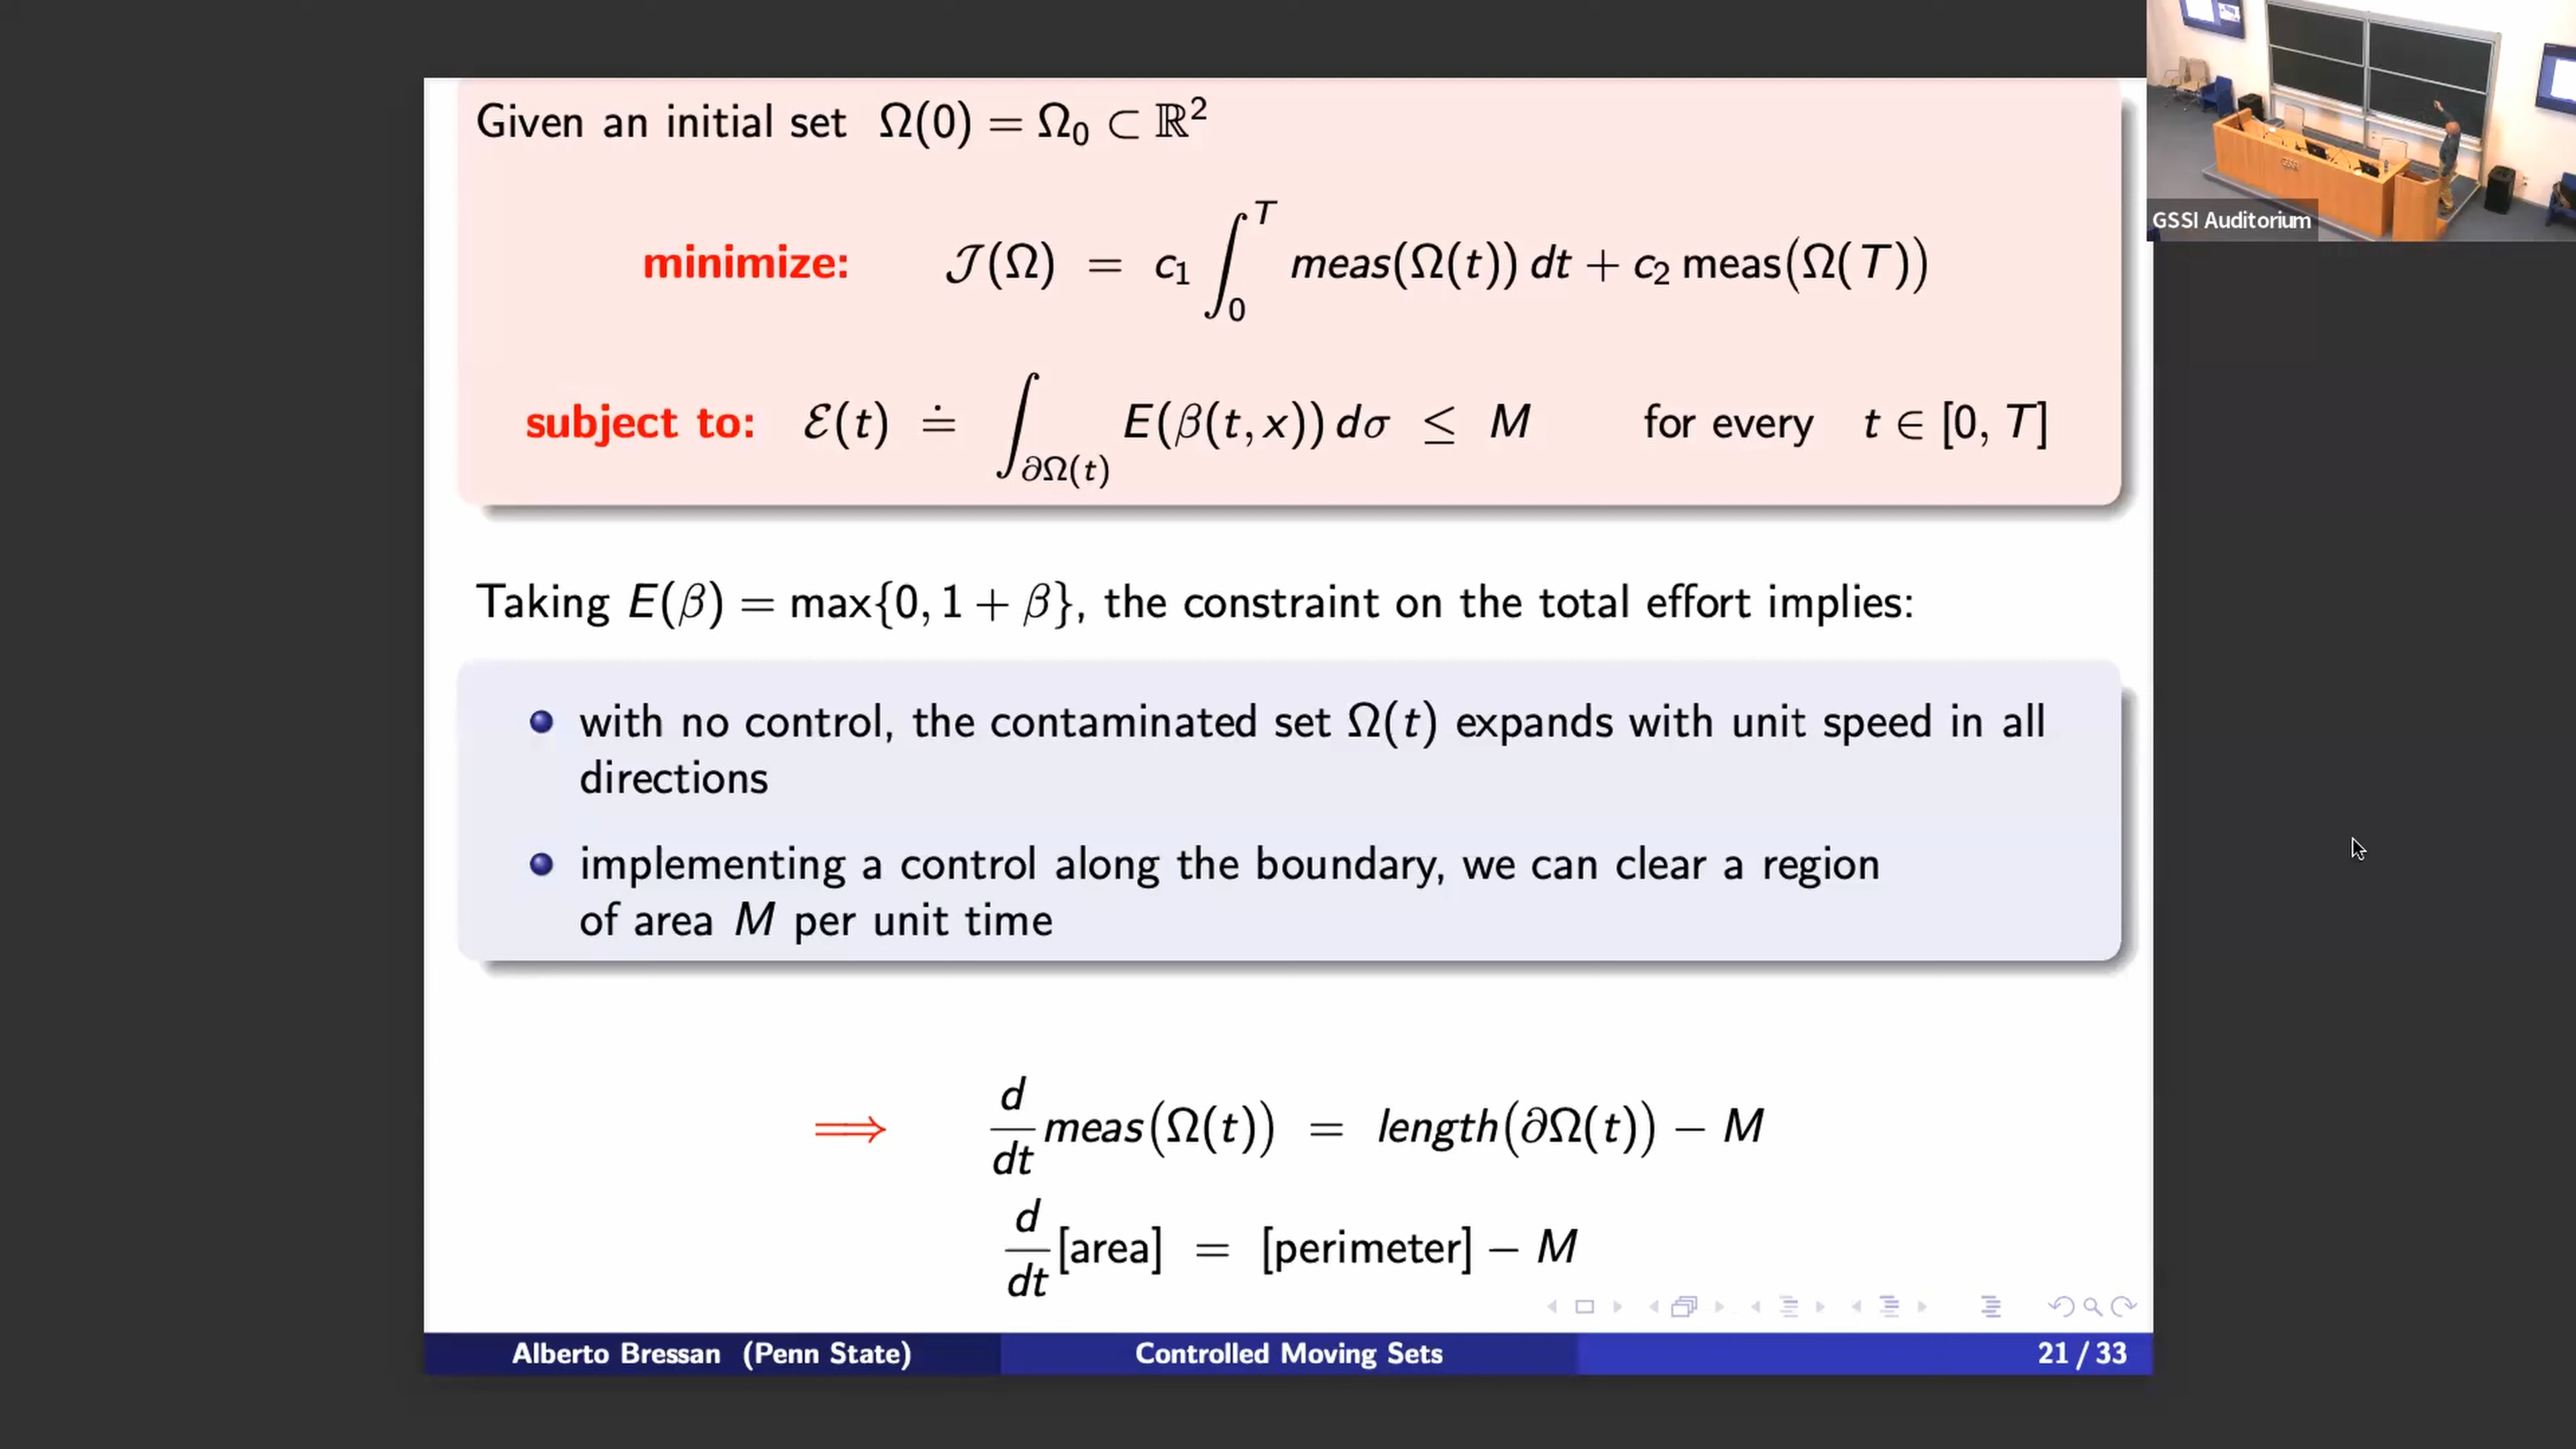 Given an initial set Ω(0) = Ω₀ ⊂ ℝ²
minimize: 𝒥(Ω) = c₁ ∫₀ᵀ meas(Ω(t)) dt + c₂ meas(Ω(T))
subject to: ℰ(t) ≐ ∫_{∂Ω(t)} E(β(t, x)) dσ ≤ M for every t ∈ [0, T]
Taking E(β) = max{0, 1 + β}, the constraint on the total effort implies:
with no control, the contaminated set Ω(t) expands with unit speed in all
directions
implementing a control along the boundary, we can clear a region
of area M per unit time
⟹ d/dt meas(Ω(t)) = length(∂Ω(t)) − M
d/dt [area] = [perimeter] − M
Alberto Bressan (Penn State) Controlled Moving Sets 21 / 33
GSSI Auditorium